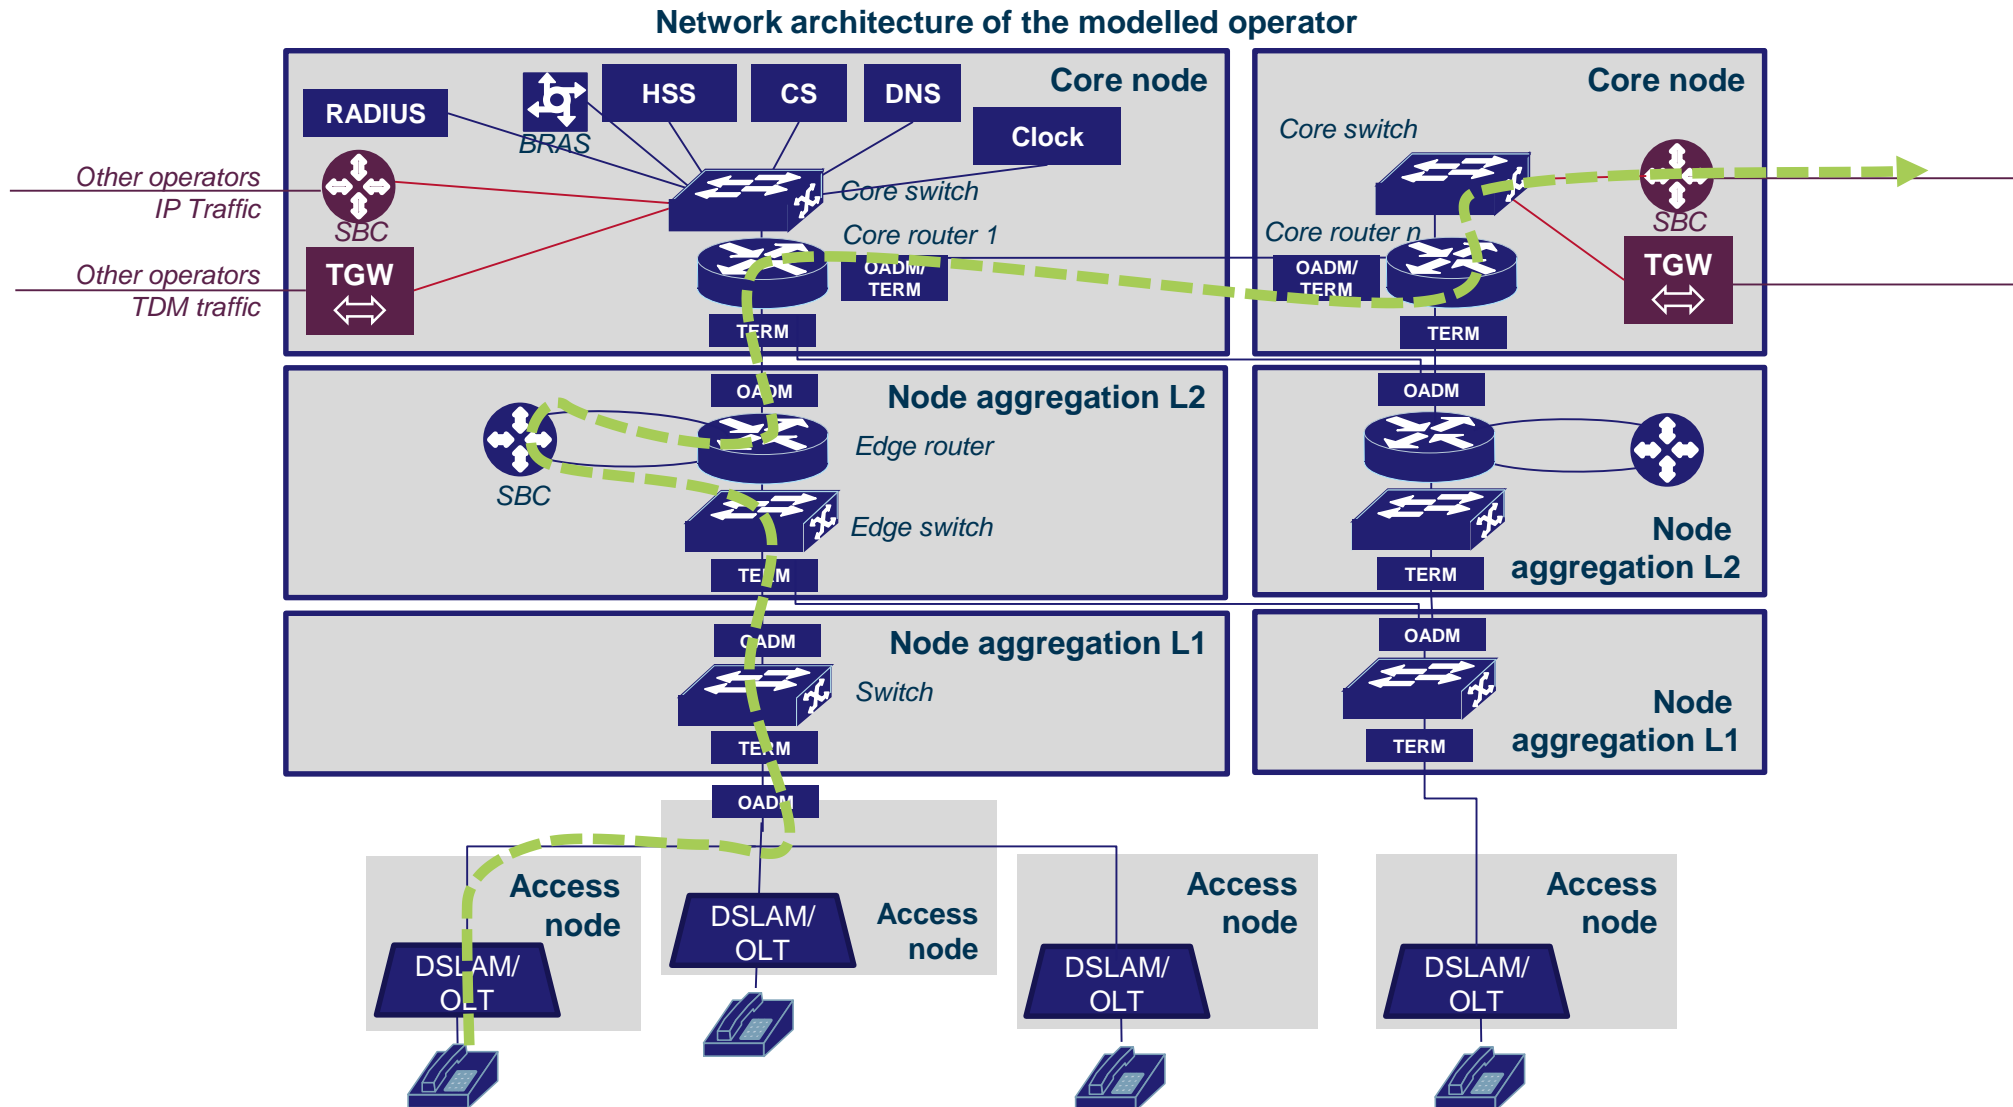 Network architecture of the modelled operator
Core node
HSS
CS
DNS
RADIUS
BRAS
Clock
Other operators
IP Traffic
SBC
Core switch
Core router 1
Other operators
TDM traffic
TGW
OADM/
TERM
TERM
Core node
Core switch
SBC
Core router n
OADM/
TERM
TGW
TERM
OADM
Node aggregation L2
Edge router
SBC
Edge switch
TERM
OADM
Node
aggregation L2
TERM
OADM
Node aggregation L1
Switch
TERM
OADM
Node
aggregation L1
TERM
OADM
Access
node
DSLAM/
OLT
Access
node
DSLAM/
OLT
Access
node
DSLAM/
OLT
Access
node
DSLAM/
OLT